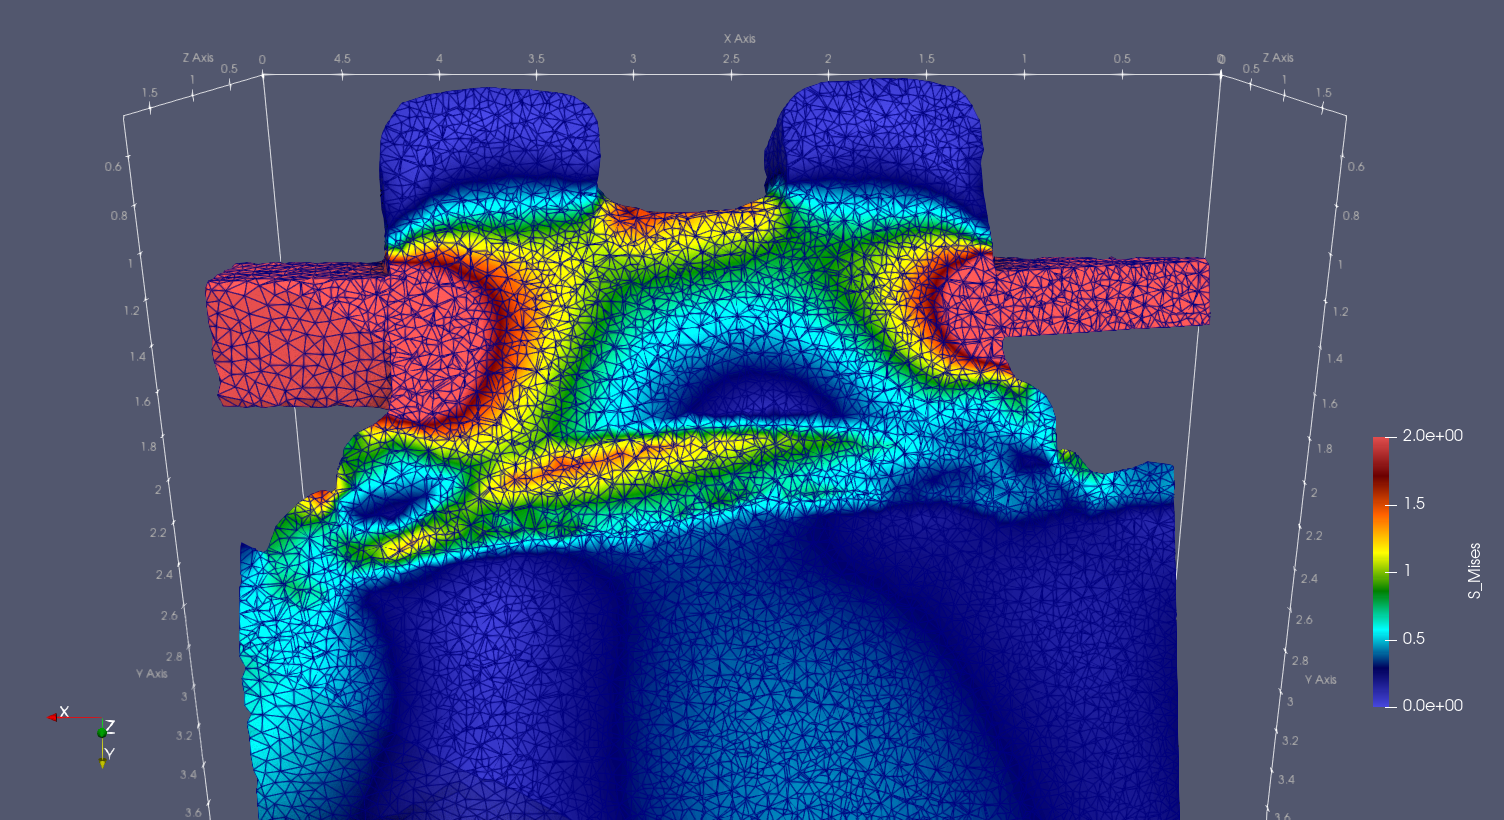 X Axis
Z Axis 0 4.5 4 3.5 3 2.5 2 1.5 1 0.5 0 Z Axis
1.5 1 0.5 0.5 1 1.5
0.6 0.6
0.8 0.8
1 1
1.2 1.2
1.4 1.4
1.6 1.6
1.8 1.8
2 2
2.2 2.2
2.4 2.4
2.6 2.6
2.8 2.8
Y Axis Y Axis
3 3
3.2 3.2
3.4 3.4
3.6 3.6
2.0e+00
1.5
1
0.5
0.0e+00
S_Mises
X
Z
Y